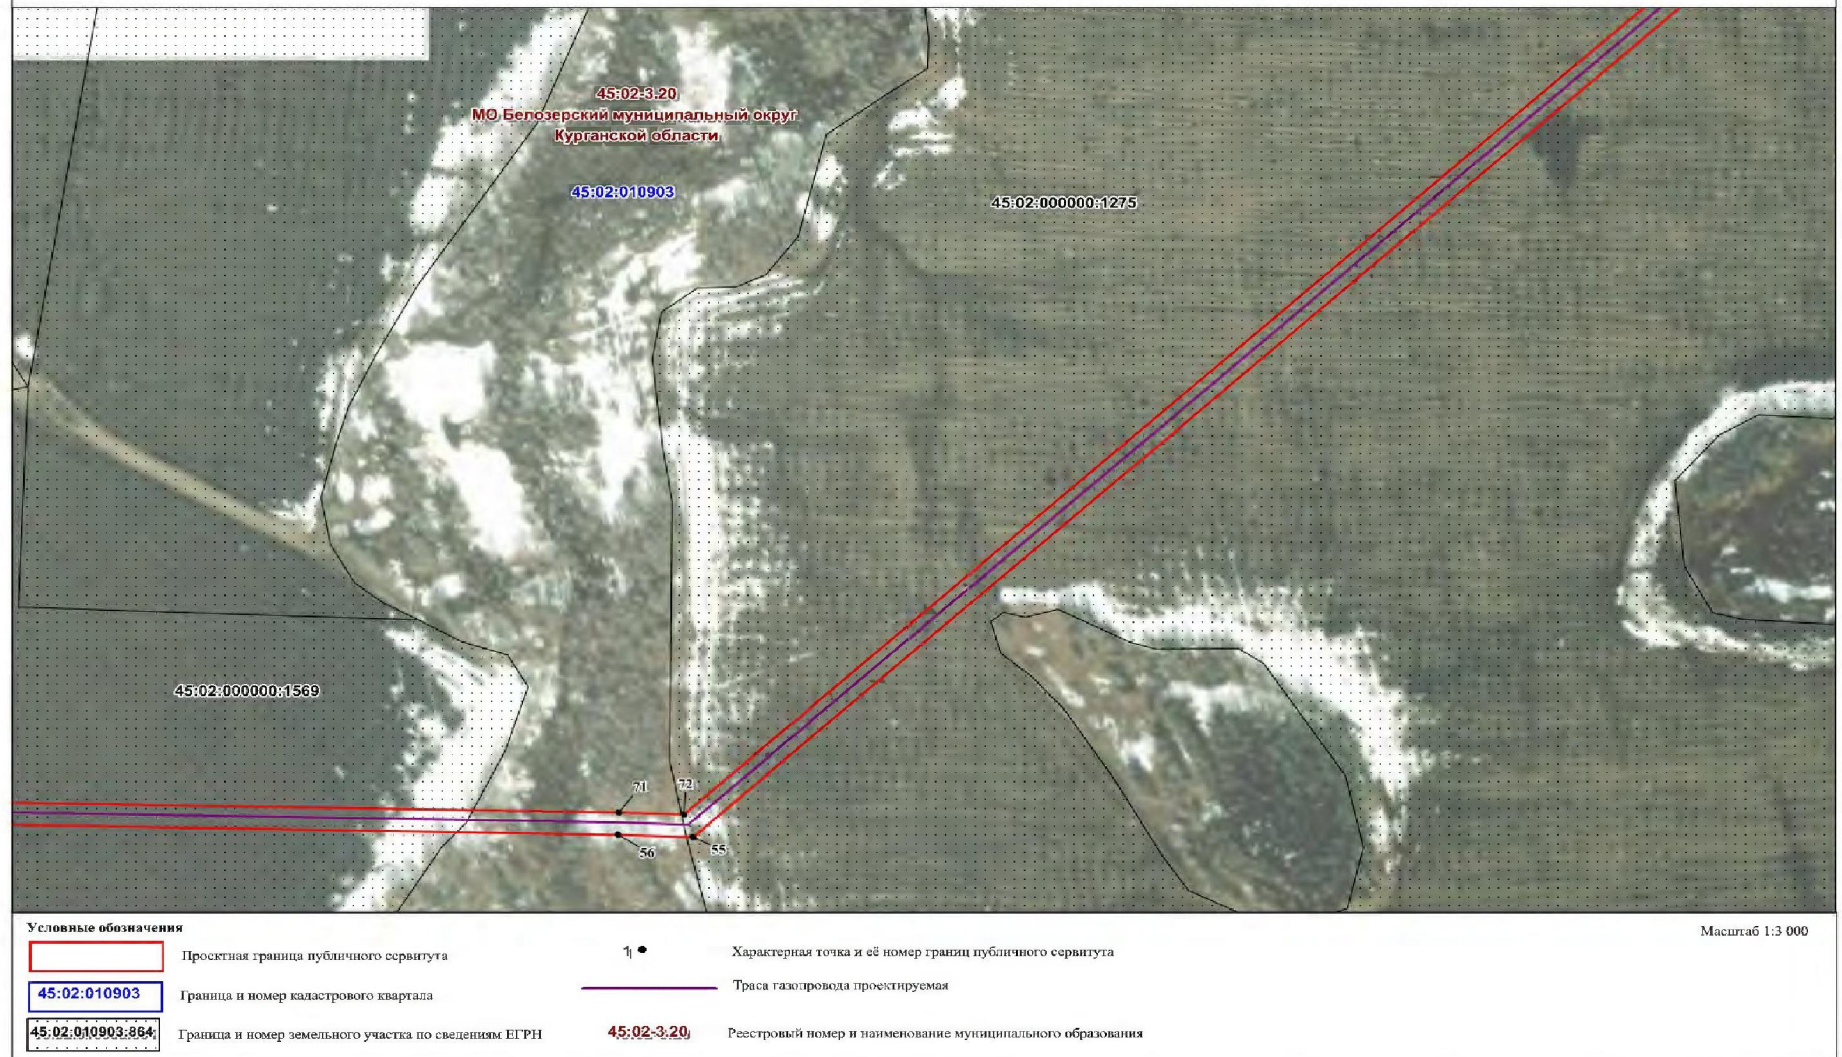 45:02-3.20
МО Белозерский муниципальный округ
Курганской области
45:02:010903
45:02:000000:1275
45:02:000000:1569
71
72
56
55
Условные обозначения
Масштаб 1:3 000
Проектная граница публичного сервитута
1 Характерная точка и её номер границ публичного сервитута
45:02:010903 Граница и номер кадастрового квартала
Траса газопровода проектируемая
45:02:010903:864 Граница и номер земельного участка по сведениям ЕГРН
45:02-3.20 Реестровый номер и наименование муниципального образования